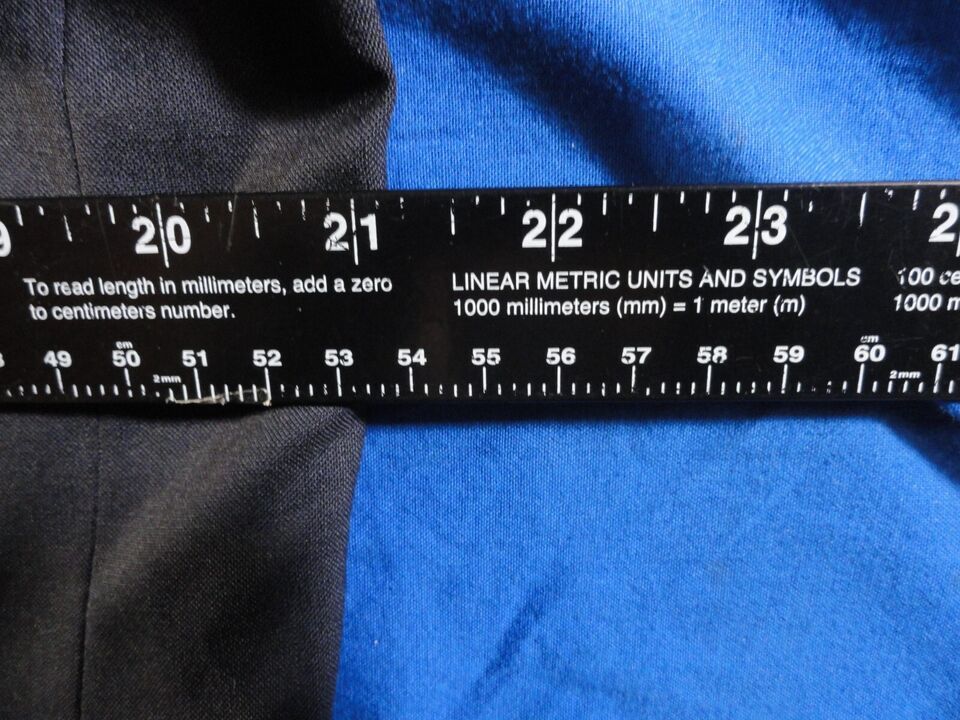 9 20 21 22 23 2
To read length in millimeters, add a zero
to centimeters number.
LINEAR METRIC UNITS AND SYMBOLS
1000 millimeters (mm) = 1 meter (m)
100 ce
1000 m
cm cm
49 50 51 52 53 54 55 56 57 58 59 60 61
2mm 2mm